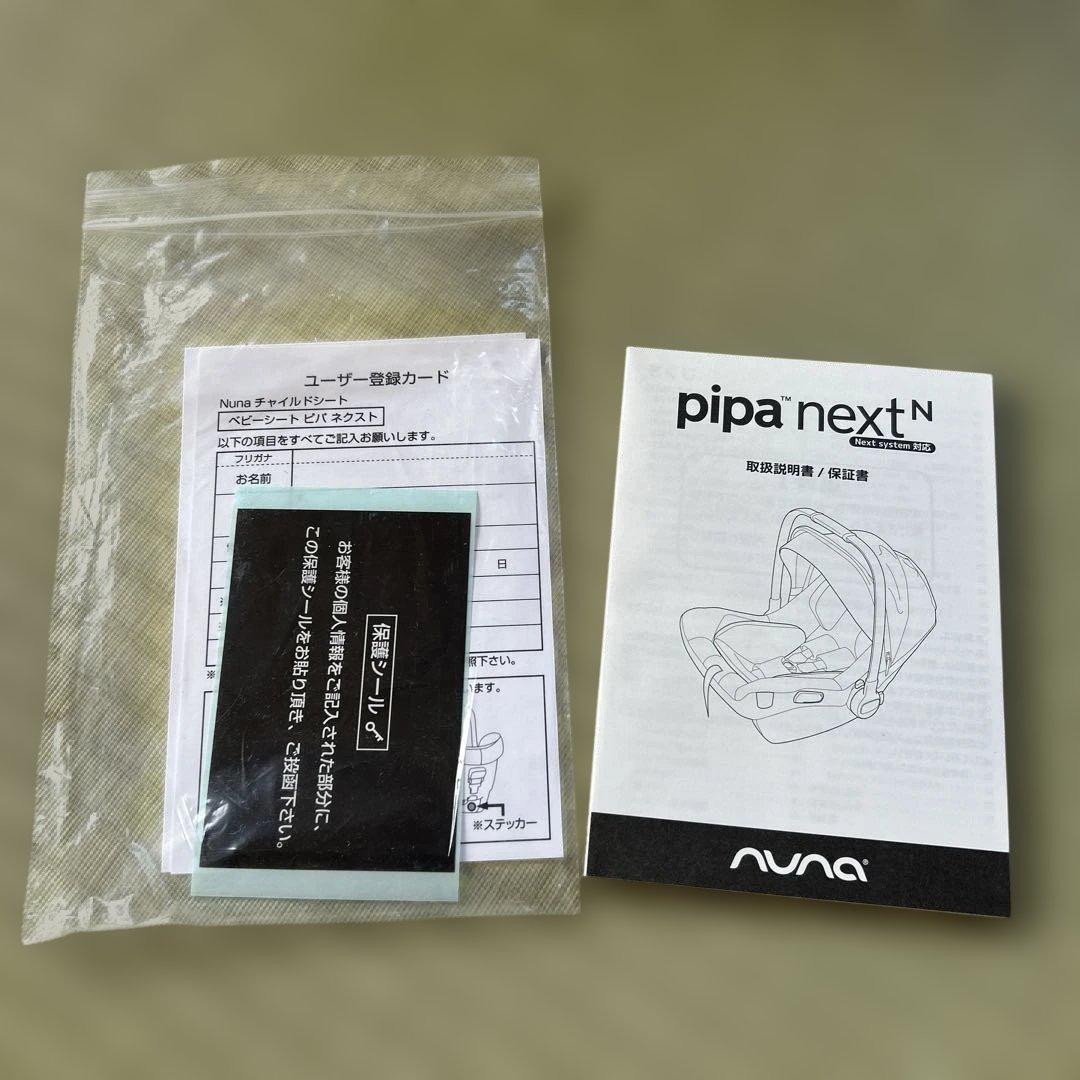 ユーザー登録カード
Nuna チャイルドシート
ベビーシート ピパ ネクスト
以下の項目をすべてご記入お願いします。
フリガナ
お名前
日
照下さい。
います。
※ステッカー
保護シール
お客様の個人情報をご記入された部分に、
この保護シールをお貼り頂き、ご投函下さい。
pipa™ next N
Next system 対応
取扱説明書 / 保証書
nuna®